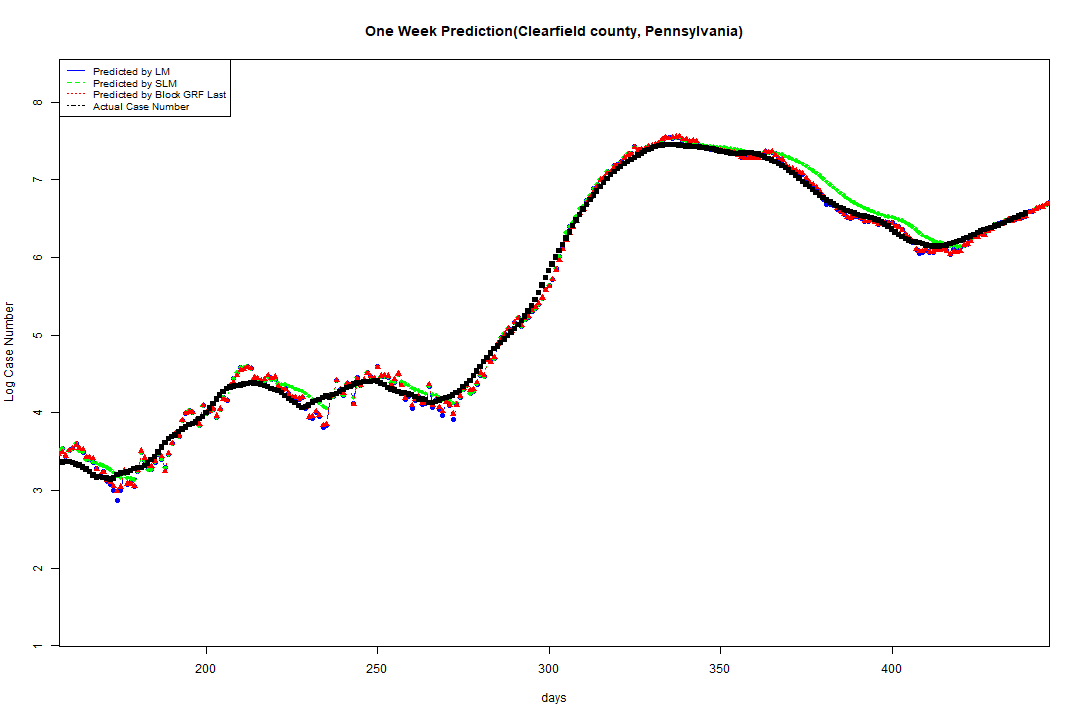 One Week Prediction(Clearfield county, Pennsylvania)
Predicted by LM
Predicted by SLM
Predicted by Block GRF Last
Actual Case Number
8
7
6
5
4
3
2
1
Log Case Number
200 250 300 350 400
days